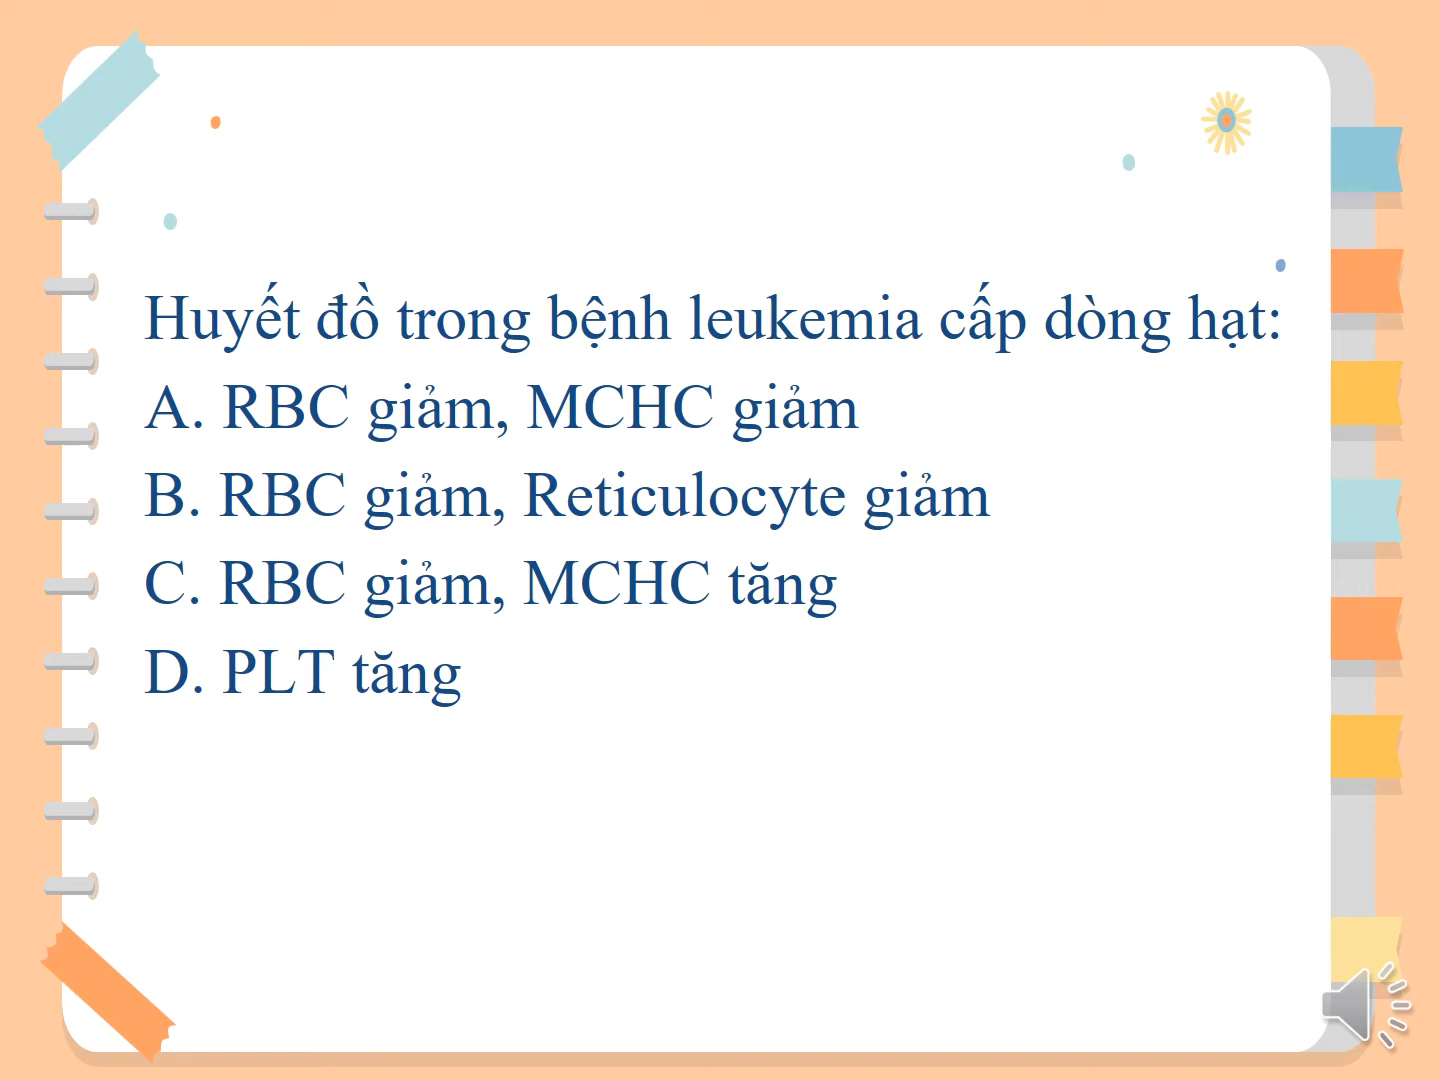 Huyết đồ trong bệnh leukemia cấp dòng hạt:
A. RBC giảm, MCHC giảm
B. RBC giảm, Reticulocyte giảm
C. RBC giảm, MCHC tăng
D. PLT tăng